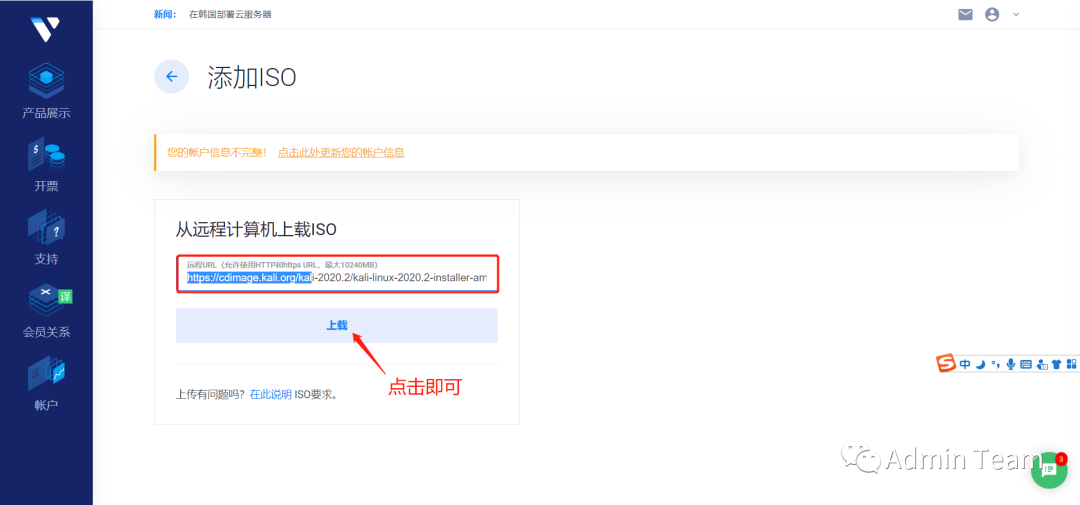 新闻： 在韩国部署云服务器
添加ISO
产品展示
开票
支持
译
会员关系
帐户
您的帐户信息不完整！ 点击此处更新您的帐户信息
从远程计算机上载ISO
远程URL（允许使用HTTP和https URL，最大10240MB）
https://cdimage.kali.org/kali-2020.2/kali-linux-2020.2-installer-am
上载
点击即可
上传有问题吗？ 在此说明 ISO要求。
中
Admin Team
3